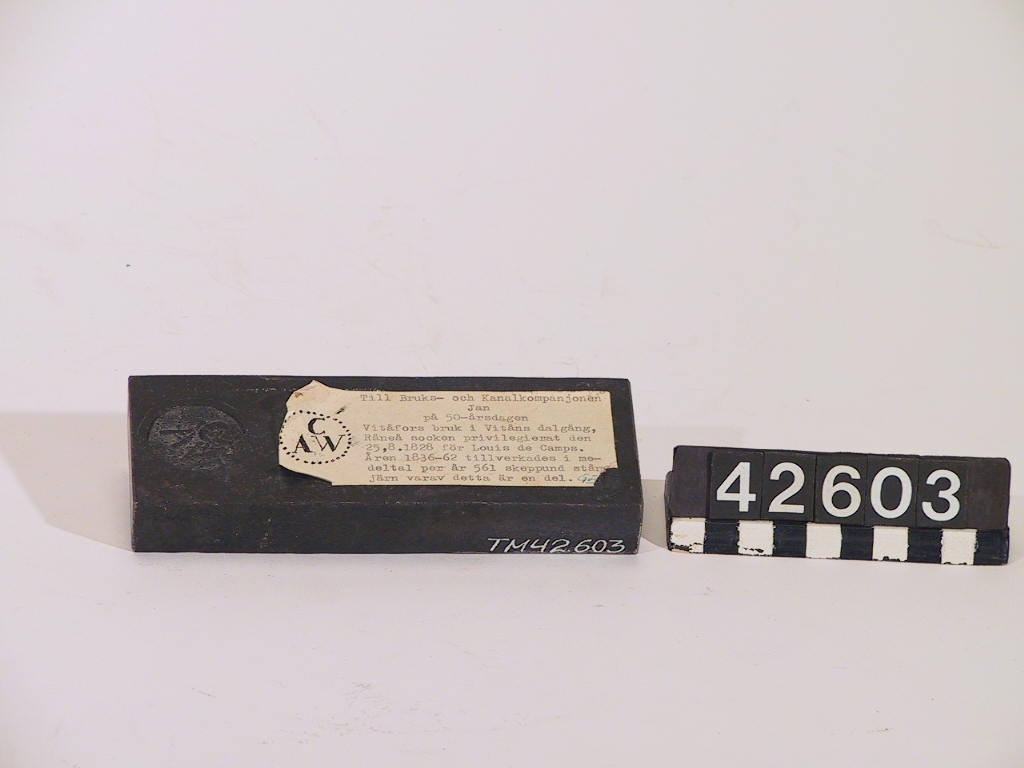 Till Bruks- och Kanalkompanjonen
Jan
på 50-årsdagen
Vitåfors bruk i Vitåns dalgång,
Råneå socken privilegierat den
25,8.1828 för Louis de Camps.
Åren 1836-62 tillverkades i me-
deltal per år 561 skeppund stång
järn varav detta är en del.
C
AW
TM42.603
42603